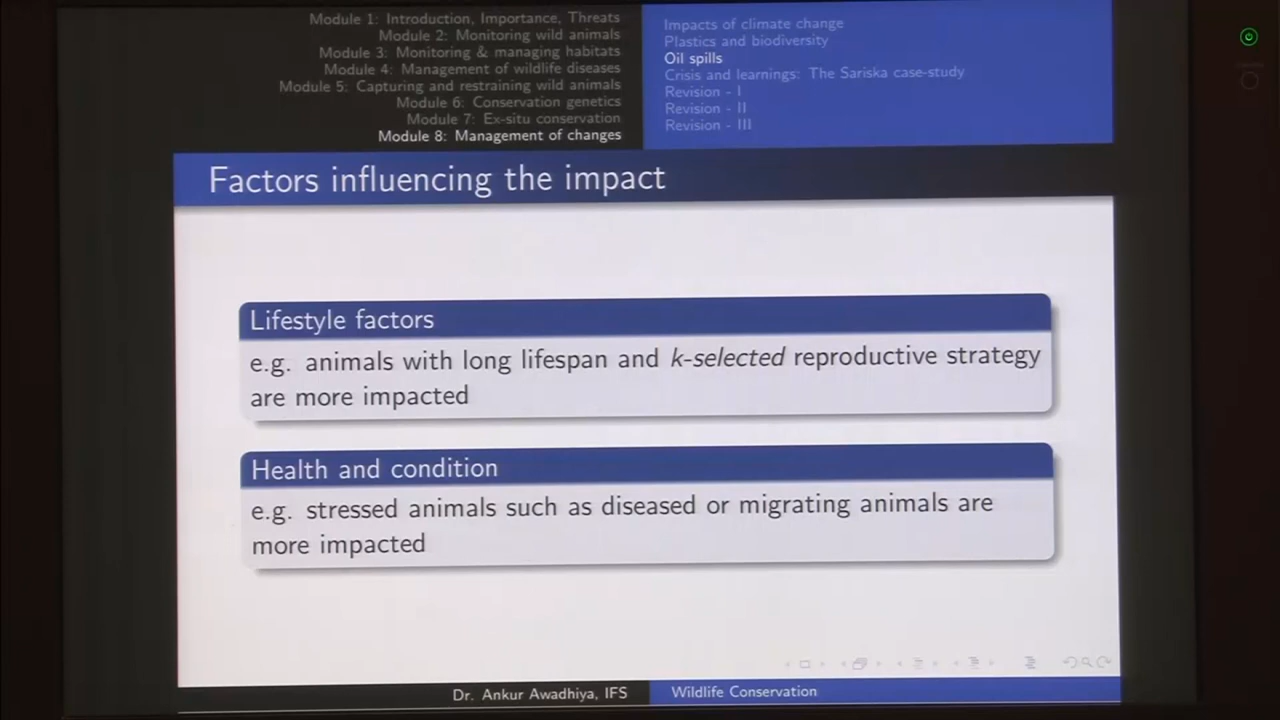 Module 1: Introduction, Importance, Threats
Module 2: Monitoring wild animals
Module 3: Monitoring & managing habitats
Module 4: Management of wildlife diseases
Module 5: Capturing and restraining wild animals
Module 6: Conservation genetics
Module 7: Ex-situ conservation
Module 8: Management of changes
Impacts of climate change
Plastics and biodiversity
Oil spills
Crisis and learnings: The Sariska case-study
Revision - I
Revision - II
Revision - III
Factors influencing the impact
Lifestyle factors
e.g. animals with long lifespan and k-selected reproductive strategy
are more impacted
Health and condition
e.g. stressed animals such as diseased or migrating animals are
more impacted
Dr. Ankur Awadhiya, IFS
Wildlife Conservation